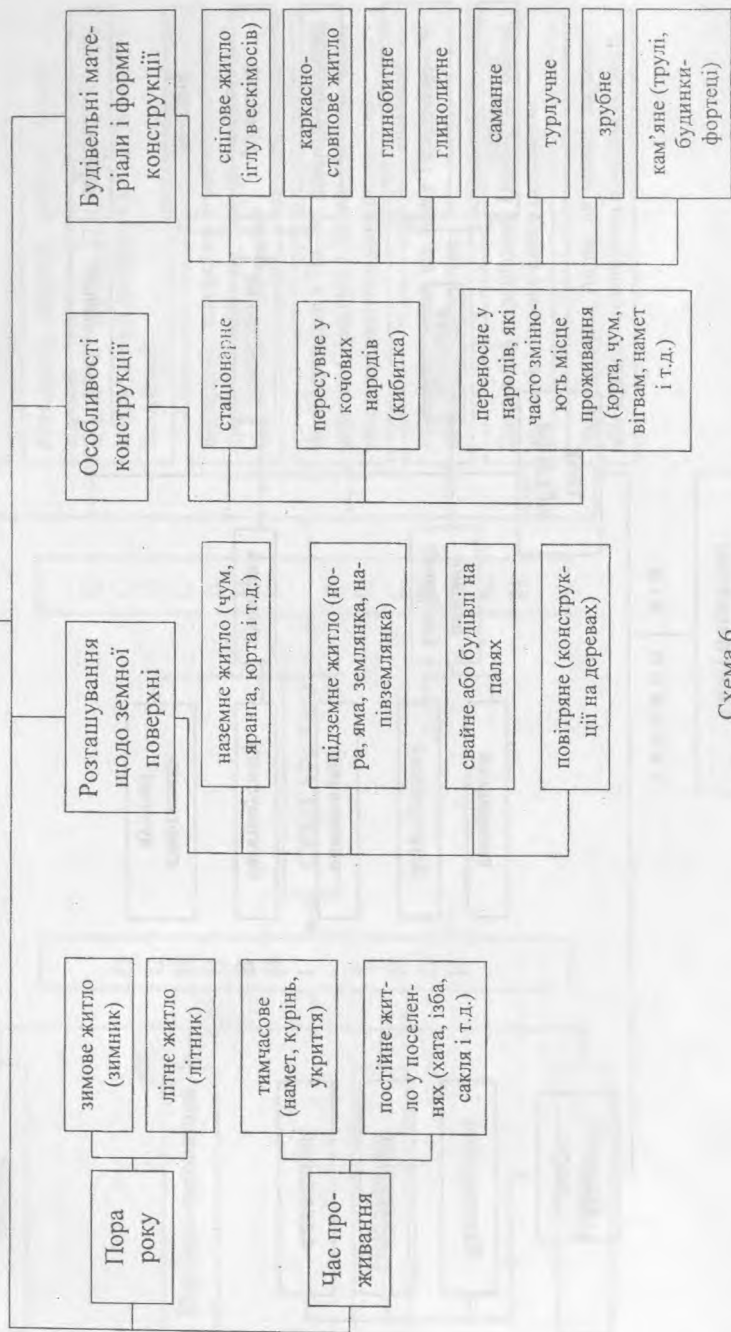 Пора
року
зимове житло
(зимник)
літнє житло
(літник)
Час про-
живання
тимчасове
(намет, курінь,
укриття)
постійне жит-
ло у поселен-
нях (хата, ізба,
сакля і т.д.)
Розташування
щодо земної
поверхні
наземне житло (чум,
яранга, юрта і т.д.)
підземне житло (но-
ра, яма, землянка, на-
півземлянка)
свайне або будівлі на
палях
повітряне (конструк-
ції на деревах)
Особливості
конструкції
стаціонарне
пересувне у
кочових
народів
(кибитка)
переносне у
народів, які
часто зміню-
ють місце
проживання
(юрта, чум,
вігвам, намет
і т.д.)
Будівельні мате-
ріали і форми
конструкції
снігове житло
(іглу в ескімосів)
каркасно-
стовпове житло
глинобитне
глинолитне
саманне
турлучне
зрубне
кам’яне (трулі,
будинки-
фортеці)
Схема 6